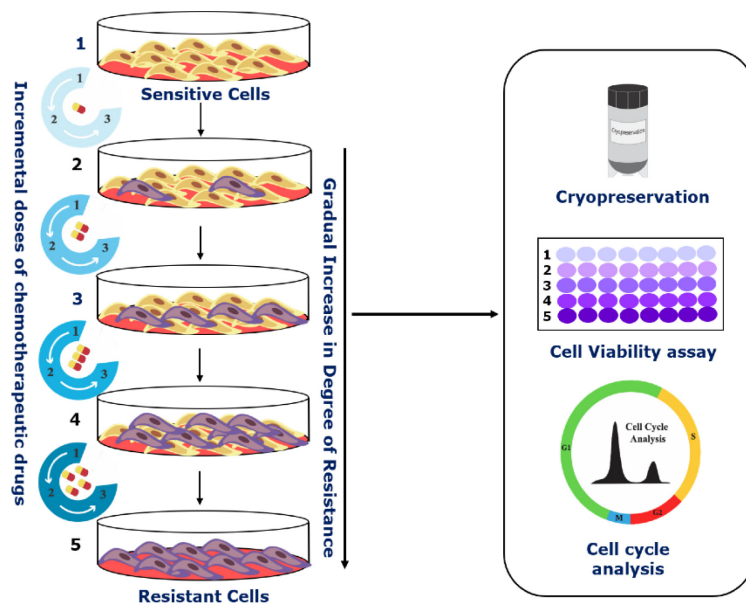 Incremental doses of chemotherapeutic drugs
1
Sensitive Cells
1
2
3
2
1
2
3
3
1
2
3
4
1
2
3
5
Resistant Cells
Gradual Increase in Degree of Resistance
Cryopreservation
Cryopreservation
1
2
3
4
5
Cell Viability assay
Cell Cycle
Analysis
G1
S
G2
M
Cell cycle
analysis